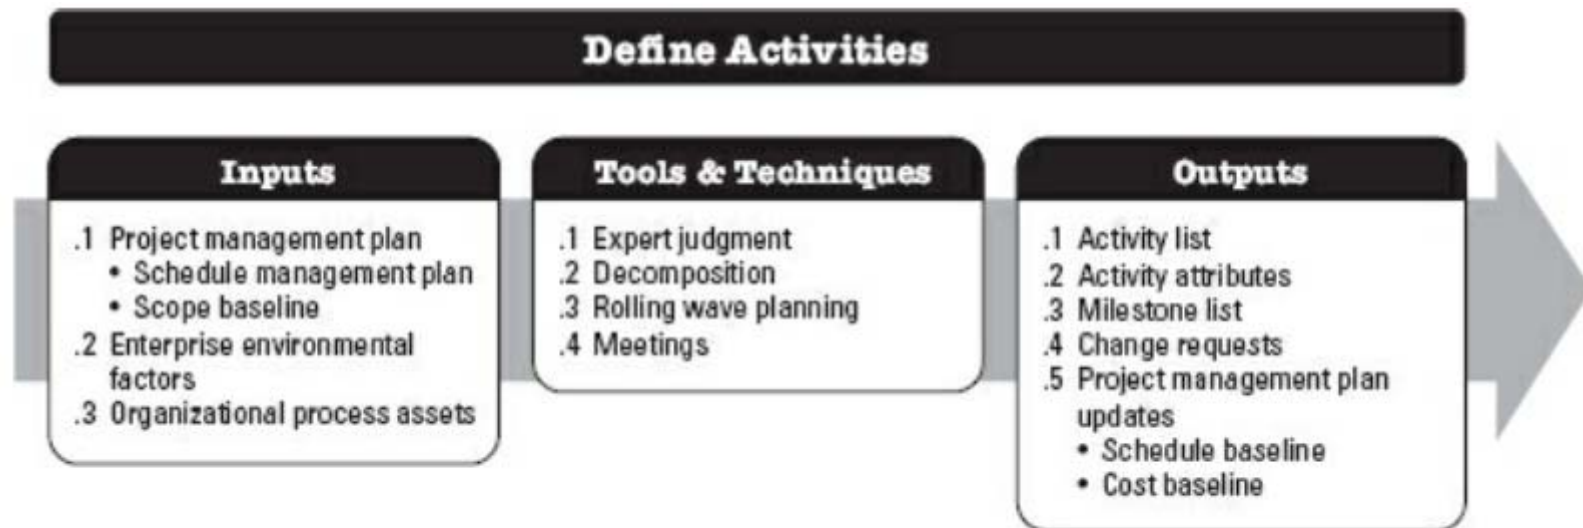 Define Activities
Inputs
.1 Project management plan
• Schedule management plan
• Scope baseline
.2 Enterprise environmental
factors
.3 Organizational process assets
Tools & Techniques
.1 Expert judgment
.2 Decomposition
.3 Rolling wave planning
.4 Meetings
Outputs
.1 Activity list
.2 Activity attributes
.3 Milestone list
.4 Change requests
.5 Project management plan
updates
• Schedule baseline
• Cost baseline